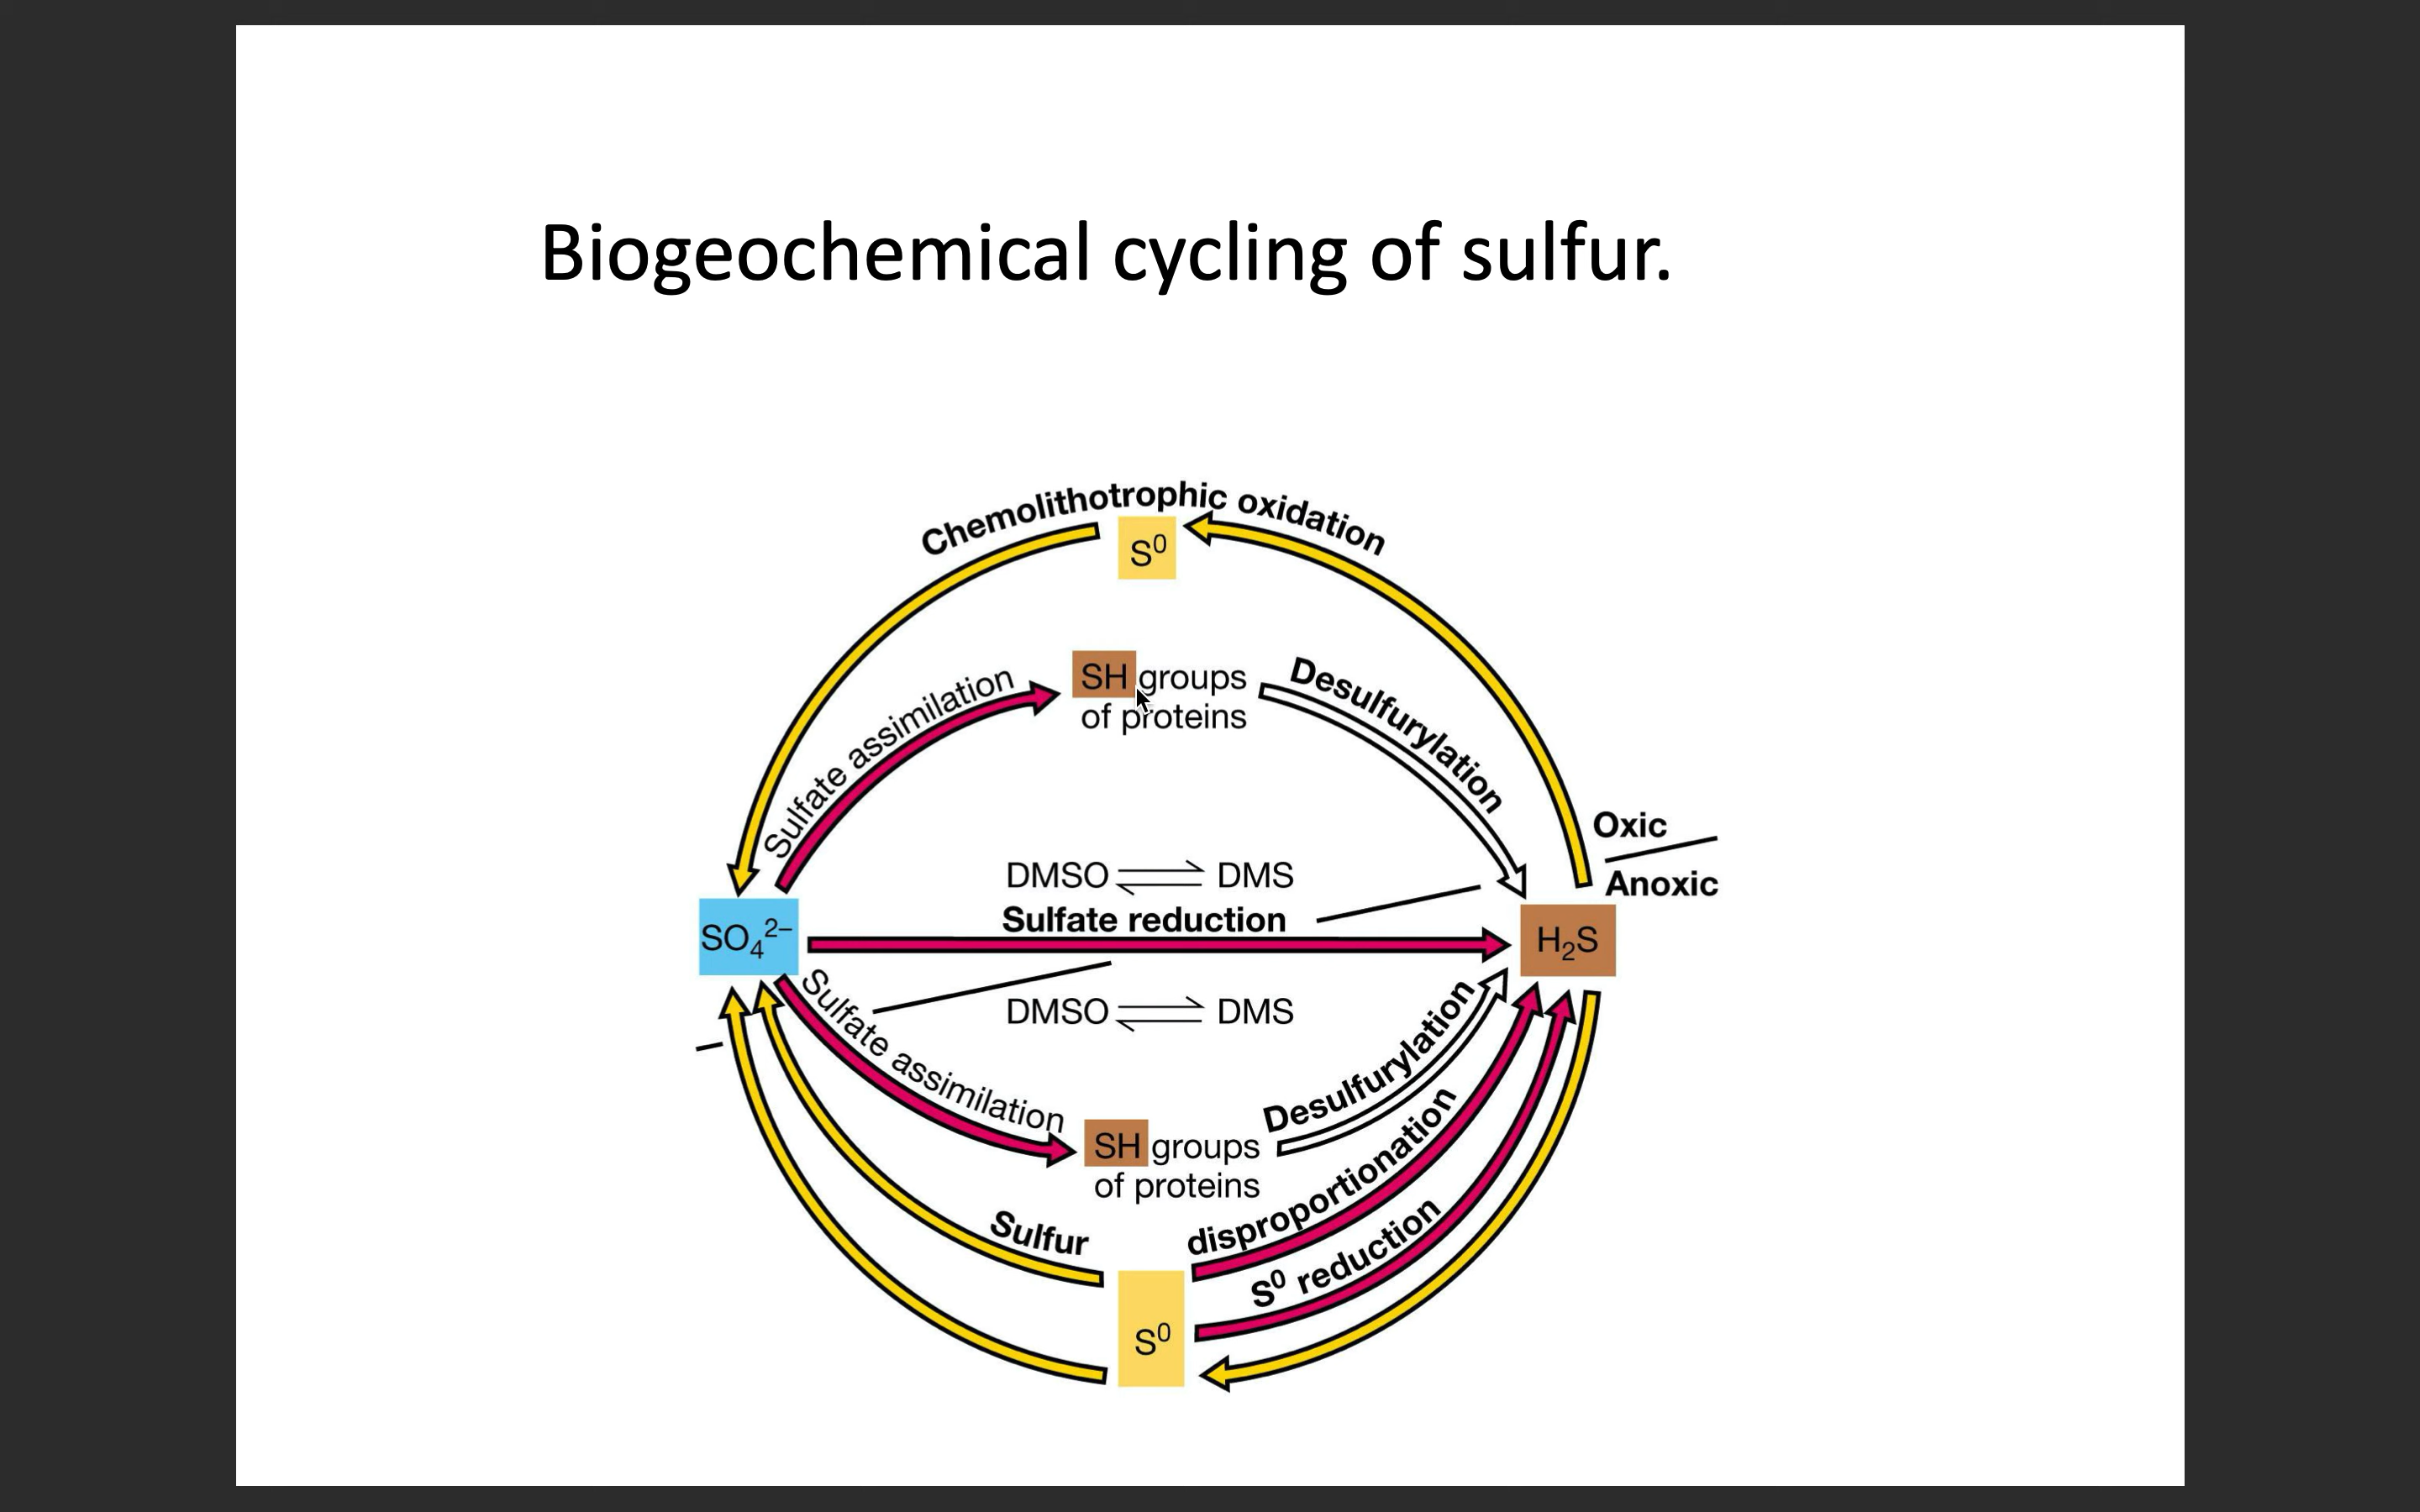 Biogeochemical cycling of sulfur.
Chemolithotrophic oxidation
S⁰
SH groups
of proteins
Sulfate assimilation
Desulfurylation
Oxic
Anoxic
DMSO ⇌ DMS
Sulfate reduction
SO₄²⁻
H₂S
DMSO ⇌ DMS
Sulfate assimilation
Desulfurylation
SH groups
of proteins
Sulfur disproportionation
S⁰ reduction
S⁰